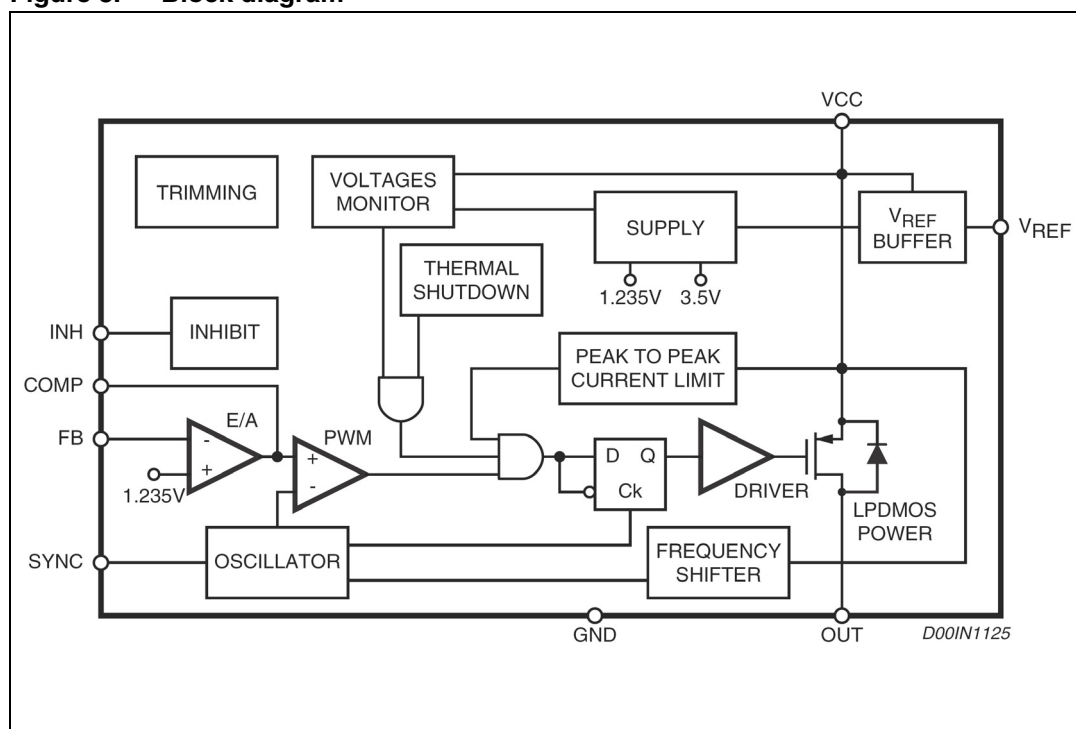 Figure 3. Block diagram
VCC
TRIMMING
VOLTAGES
MONITOR
SUPPLY
VREF
BUFFER
VREF
THERMAL
SHUTDOWN
1.235V 3.5V
INH
INHIBIT
PEAK TO PEAK
CURRENT LIMIT
COMP
E/A
FB
-
+
1.235V
PWM
+
-
D Q
Ck
DRIVER
LPDMOS
POWER
SYNC
OSCILLATOR
FREQUENCY
SHIFTER
GND
OUT
D00IN1125